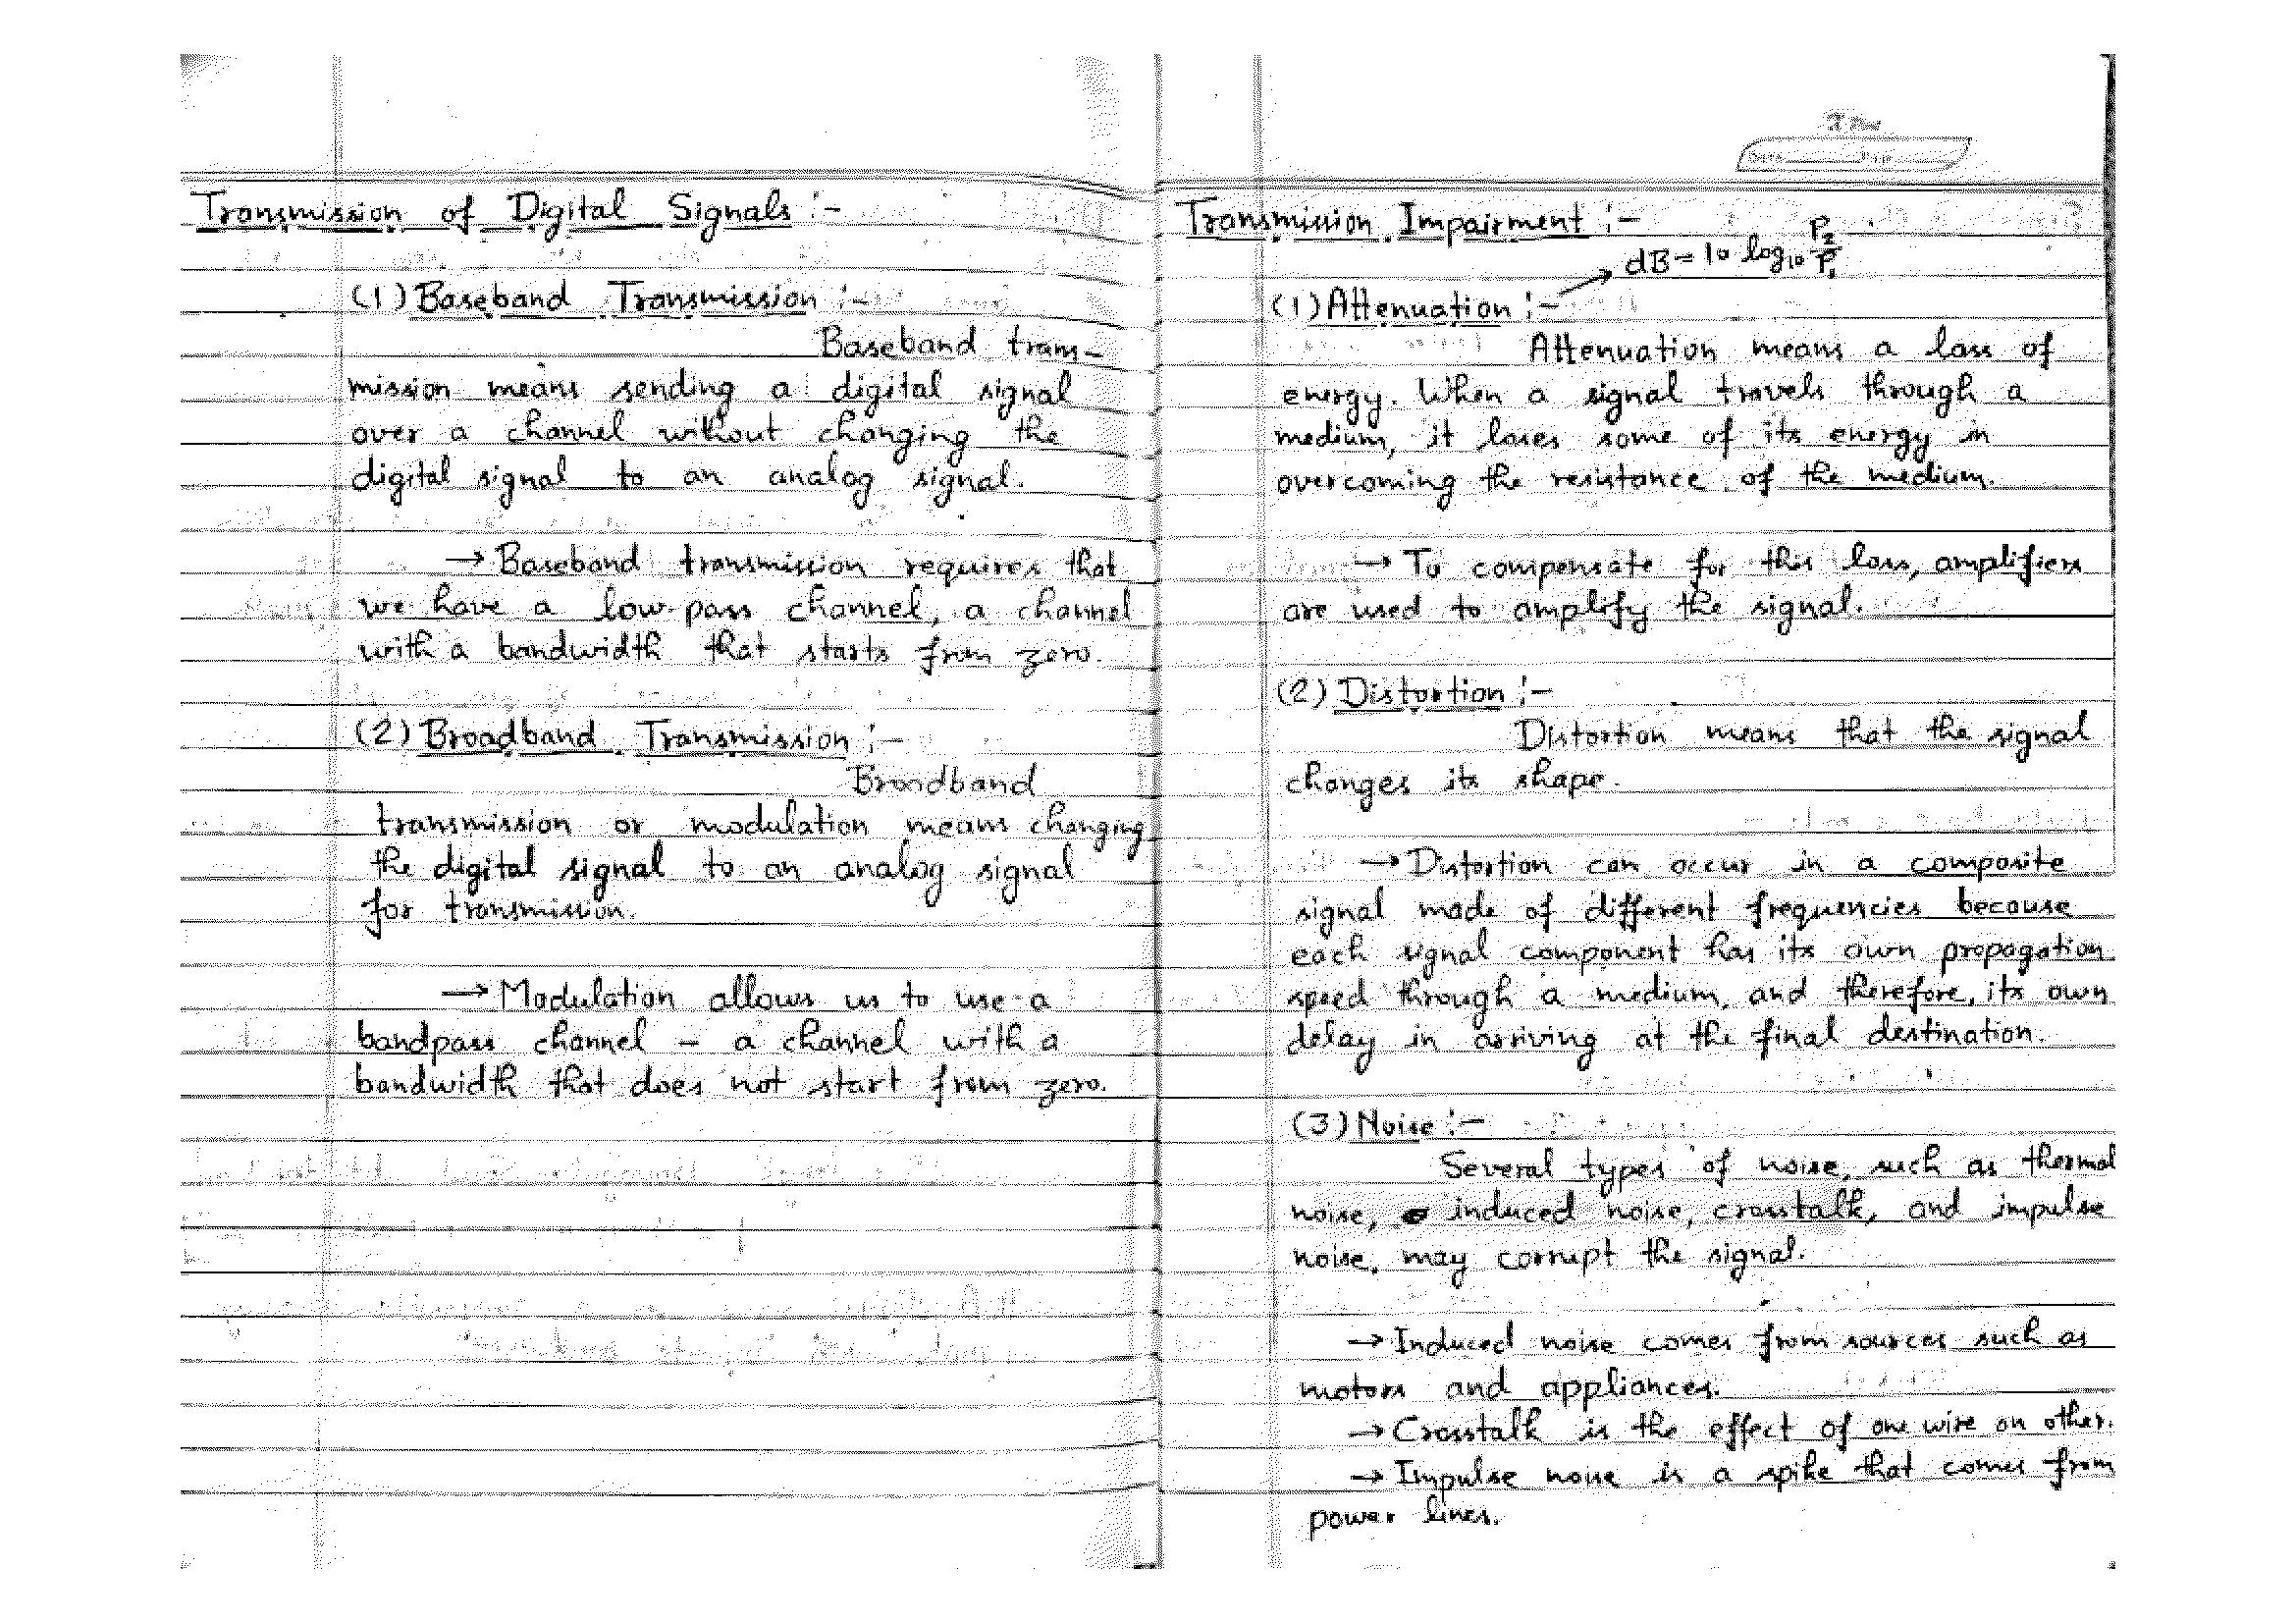 Transmission of Digital Signals :-
(1) Baseband Transmission :-
Baseband trans-
mission means sending a digital signal
over a channel without changing the
digital signal to an analog signal.
→ Baseband transmission requires that
we have a low-pass channel, a channel
with a bandwidth that starts from zero.
(2) Broadband Transmission :-
Broadband
transmission or modulation means changing
the digital signal to an analog signal
for transmission.
→ Modulation allows us to use a
bandpass channel - a channel with a
bandwidth that does not start from zero.
Transmission Impairment :-
dB = 10 log₁₀ P₂/P₁
(1) Attenuation :-
Attenuation means a loss of
energy. When a signal travels through a
medium, it loses some of its energy in
overcoming the resistance of the medium.
→ To compensate for this loss, amplifiers
are used to amplify the signal.
(2) Distortion :-
Distortion means that the signal
changes its shape.
→ Distortion can occur in a composite
signal made of different frequencies because
each signal component has its own propagation
speed through a medium, and therefore, its own
delay in arriving at the final destination.
(3) Noise :-
Several types of noise, such as thermal
noise, induced noise, crosstalk, and impulse
noise, may corrupt the signal.
→ Induced noise comes from sources such as
motors and appliances.
→ Crosstalk is the effect of one wire on other.
→ Impulse noise is a spike that comes from
power lines.